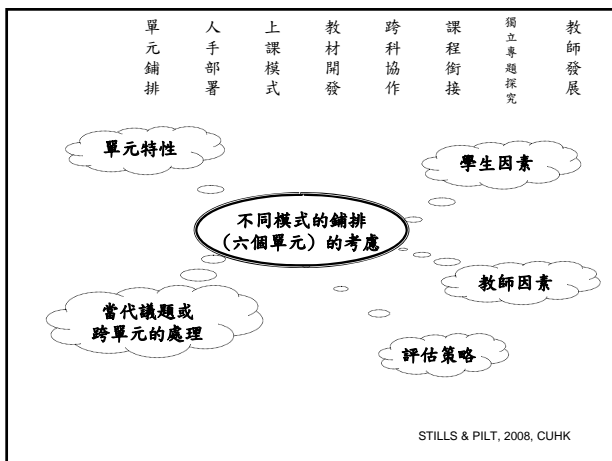 單元鋪排
人手部署
上課模式
教材開發
跨科協作
課程銜接
獨立專題探究
教師發展
單元特性
學生因素
不同模式的鋪排
（六個單元）的考慮
教師因素
當代議題或
跨單元的處理
評估策略
STILLS & PILT, 2008, CUHK